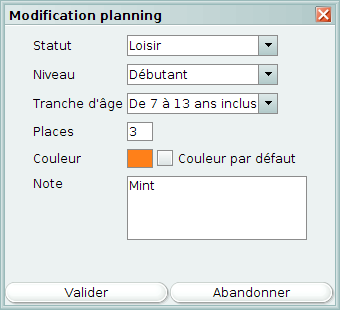 Modification planning
Statut Loisir
Niveau Débutant
Tranche d'âge De 7 à 13 ans inclus
Places 3
Couleur Couleur par défaut
Note Mint
Valider Abandonner